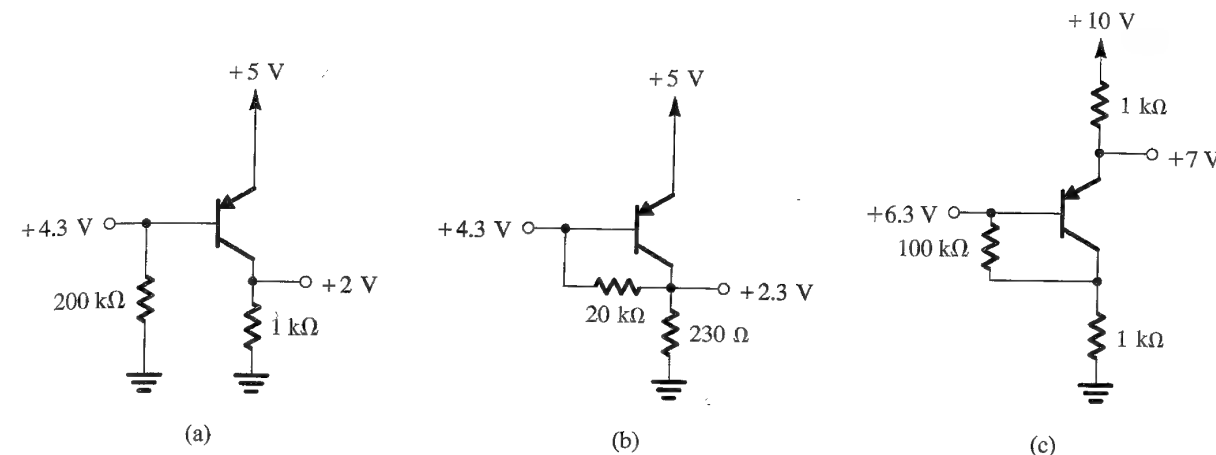 +5 V
+4.3 V
200 kΩ
+2 V
1 kΩ
(a)
+5 V
+4.3 V
20 kΩ
+2.3 V
230 Ω
(b)
+10 V
1 kΩ
+7 V
+6.3 V
100 kΩ
1 kΩ
(c)